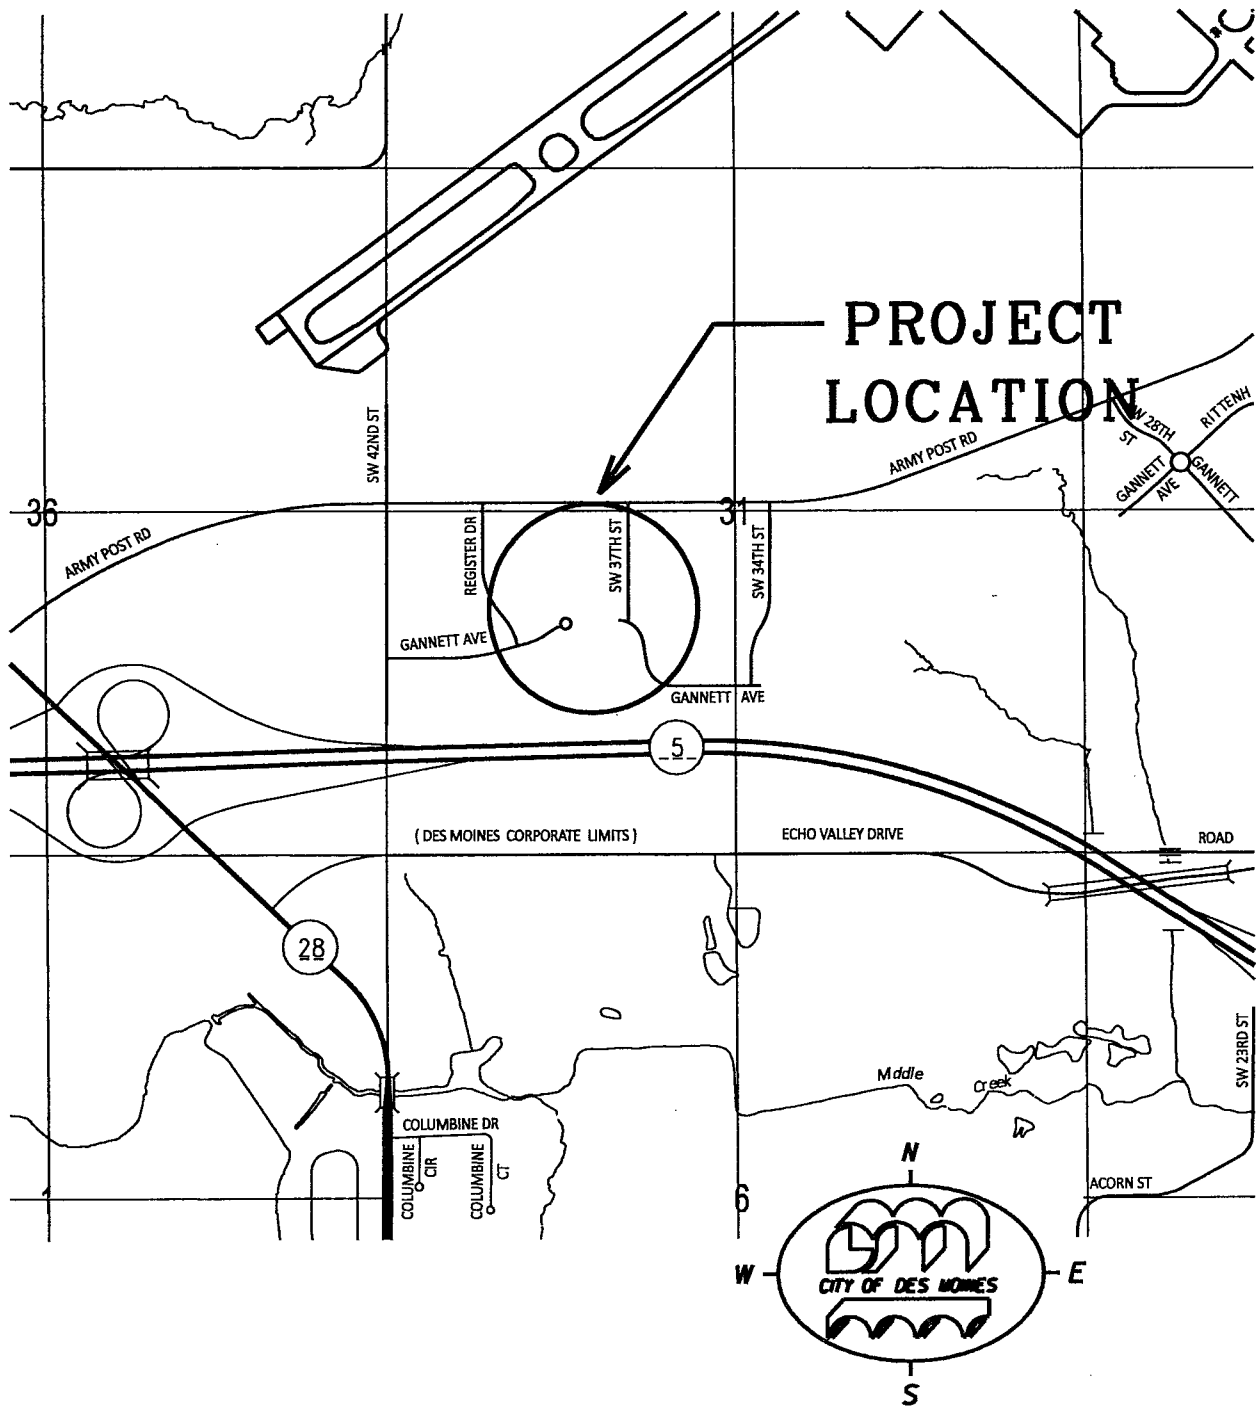 PROJECT
LOCATION
SW 42ND ST
ARMY POST RD
SW 28TH
ST
RITTENH
GANNETT
AVE
GANNETT
36
31
ARMY POST RD
REGISTER DR
SW 37TH ST
SW 34TH ST
GANNETT AVE
GANNETT AVE
5
( DES MOINES CORPORATE LIMITS )
ECHO VALLEY DRIVE
ROAD
28
Mddle
Creek
SW 23RD ST
COLUMBINE DR
COLUMBINE
CIR
COLUMBINE
CT
ACORN ST
1
6
N
W
E
CITY OF DES MOINES
S